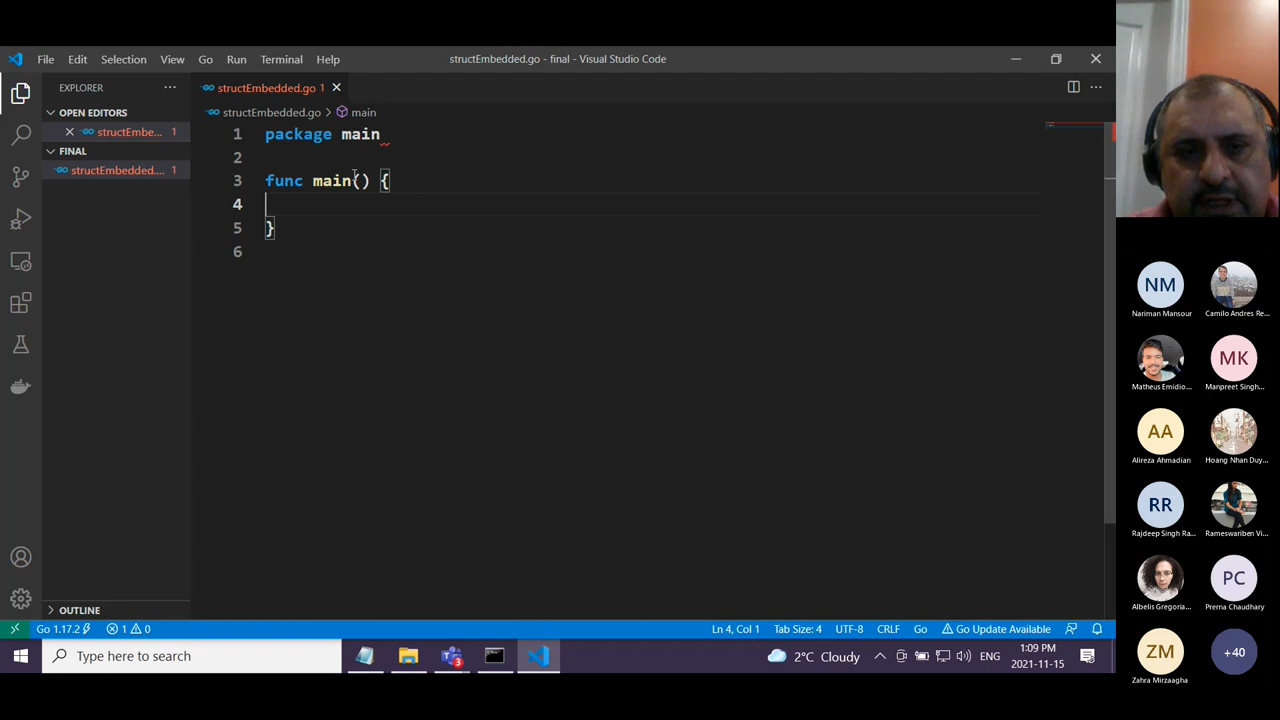 File Edit Selection View Go Run Terminal Help
structEmbedded.go - final - Visual Studio Code
EXPLORER
OPEN EDITORS
structEmbe... 1
FINAL
structEmbedded.... 1
OUTLINE
structEmbedded.go 1
structEmbedded.go > main
1 package main
2
3 func main() {
4
5 }
6
Go 1.17.2
1 0
Ln 4, Col 1
Tab Size: 4
UTF-8
CRLF
Go
Go Update Available
Type here to search
3
2°C Cloudy
ENG
1:09 PM
2021-11-15
NM
Nariman Mansour
Camilo Andres Re...
Matheus Emidio...
MK
Manpreet Singh...
AA
Alireza Ahmadian
Hoang Nhan Duy...
RR
Rajdeep Singh Ra...
Rameswariben Vi...
Albelis Gregoria...
PC
Prerna Chaudhary
ZM
Zahra Mirzaagha
+40